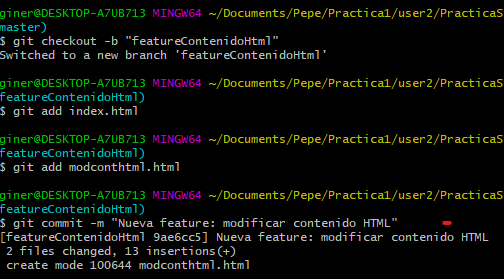 giner@DESKTOP-A7UB713 MINGW64 ~/Documents/Pepe/Practica1/user2/PracticaS
master)
$ git checkout -b "featureContenidoHtml"
Switched to a new branch 'featureContenidoHtml'
giner@DESKTOP-A7UB713 MINGW64 ~/Documents/Pepe/Practica1/user2/PracticaS
featureContenidoHtml)
$ git add index.html
giner@DESKTOP-A7UB713 MINGW64 ~/Documents/Pepe/Practica1/user2/PracticaS
featureContenidoHtml)
$ git add modconthtml.html
giner@DESKTOP-A7UB713 MINGW64 ~/Documents/Pepe/Practica1/user2/PracticaS
featureContenidoHtml)
$ git commit -m "Nueva feature: modificar contenido HTML"
[featureContenidoHtml 9ae6cc5] Nueva feature: modificar contenido HTML
2 files changed, 13 insertions(+)
create mode 100644 modconthtml.html